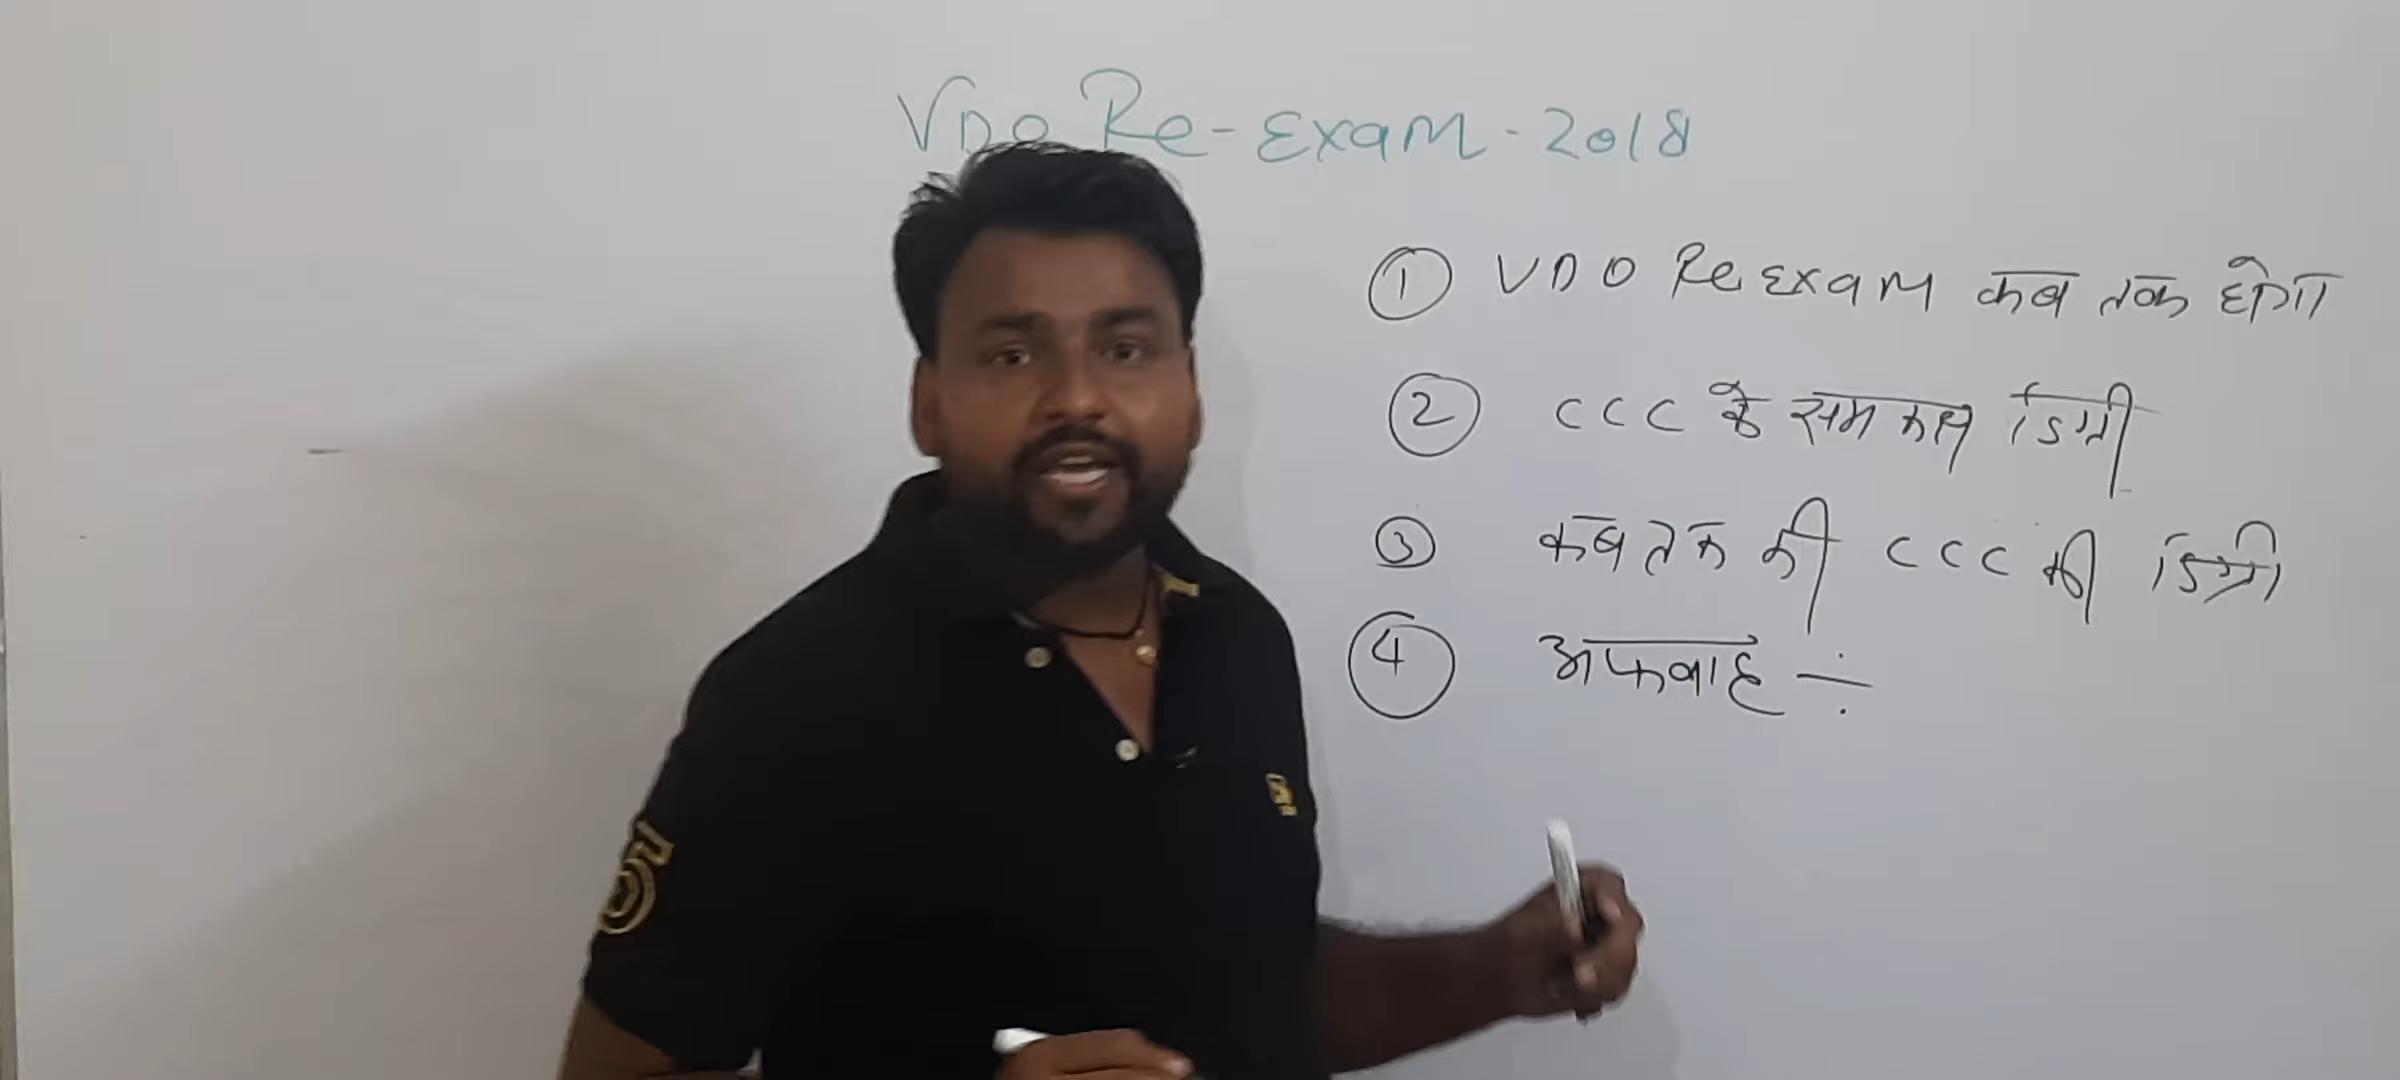 VDO Re-Exam-2018
① VDO Re Exam कब तक होगा
② CCC के समकक्ष डिग्री
③ कब तक की CCC की डिग्री
④ अफवाह ÷